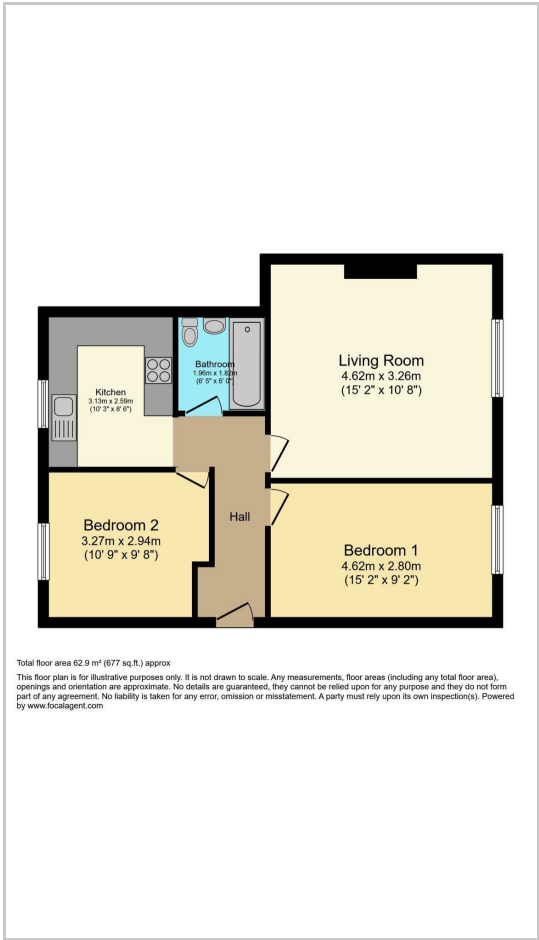 Living Room
4.62m x 3.26m
(15' 2" x 10' 8")
Bathroom
1.96m x 1.82m
(6' 5" x 6' 0")
Kitchen
3.13m x 2.59m
(10' 3" x 8' 6")
Bedroom 2
3.27m x 2.94m
(10' 9" x 9' 8")
Hall
Bedroom 1
4.62m x 2.80m
(15' 2" x 9' 2")
Total floor area 62.9 m² (677 sq.ft.) approx
This floor plan is for illustrative purposes only. It is not drawn to scale. Any measurements, floor areas (including any total floor area),
openings and orientation are approximate. No details are guaranteed, they cannot be relied upon for any purpose and they do not form
part of any agreement. No liability is taken for any error, omission or misstatement. A party must rely upon its own inspection(s). Powered
by www.focalagent.com